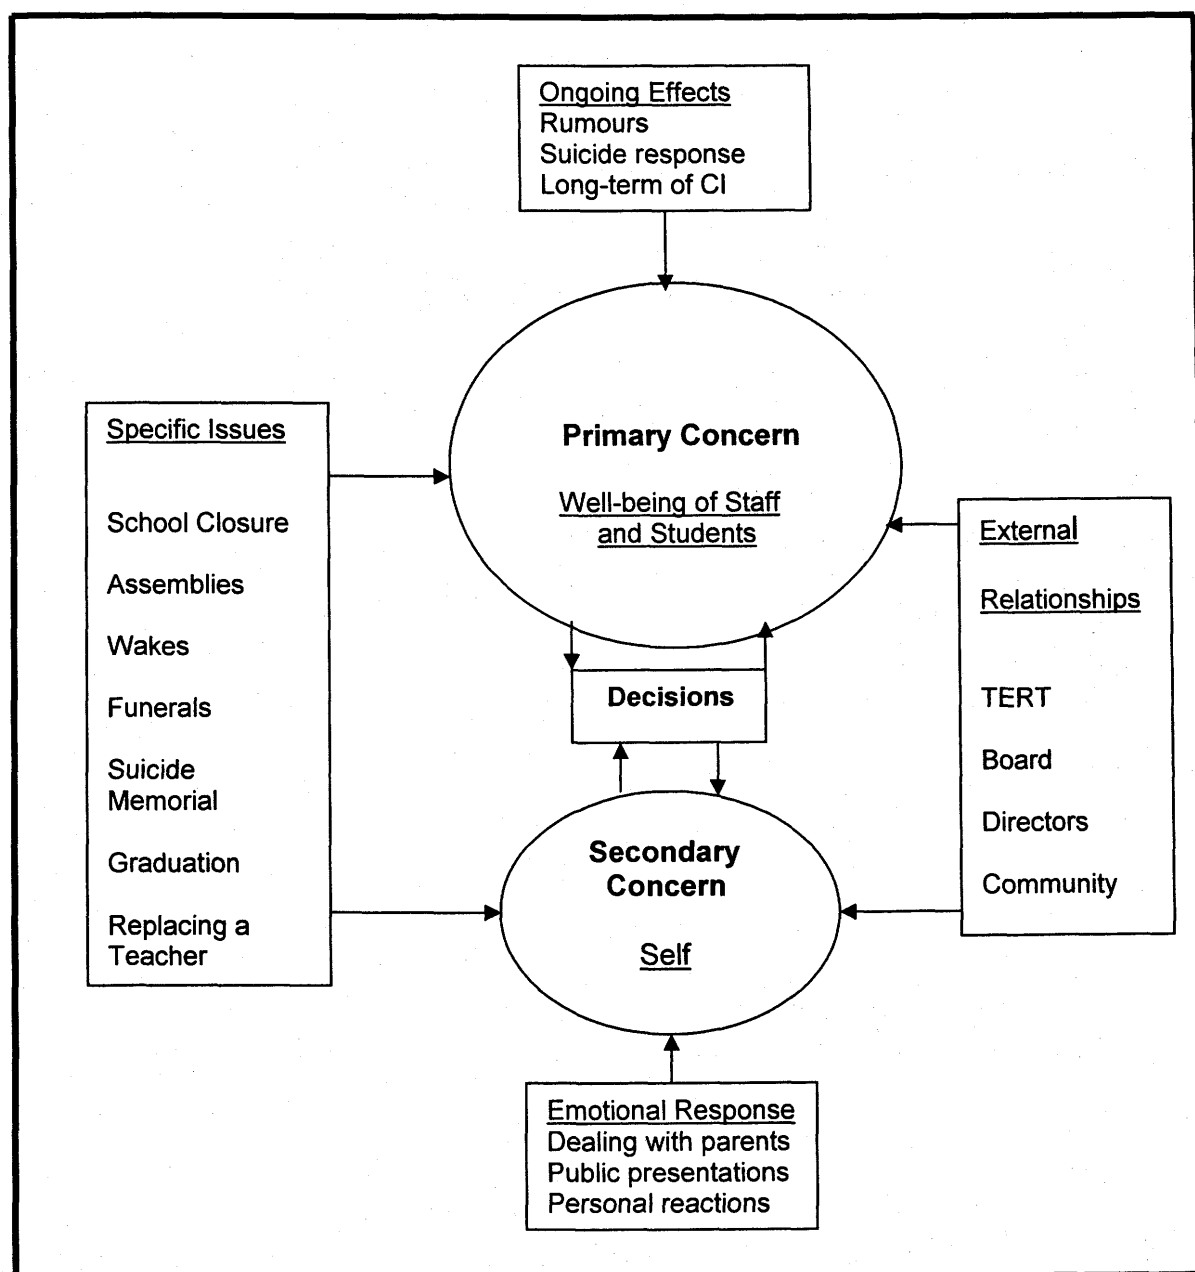 Ongoing Effects
Rumours
Suicide response
Long-term of CI
Primary Concern
Well-being of Staff
and Students
Specific Issues
School Closure
Assemblies
Wakes
Funerals
Suicide
Memorial
Graduation
Replacing a
Teacher
External
Relationships
TERT
Board
Directors
Community
Decisions
Secondary
Concern
Self
Emotional Response
Dealing with parents
Public presentations
Personal reactions